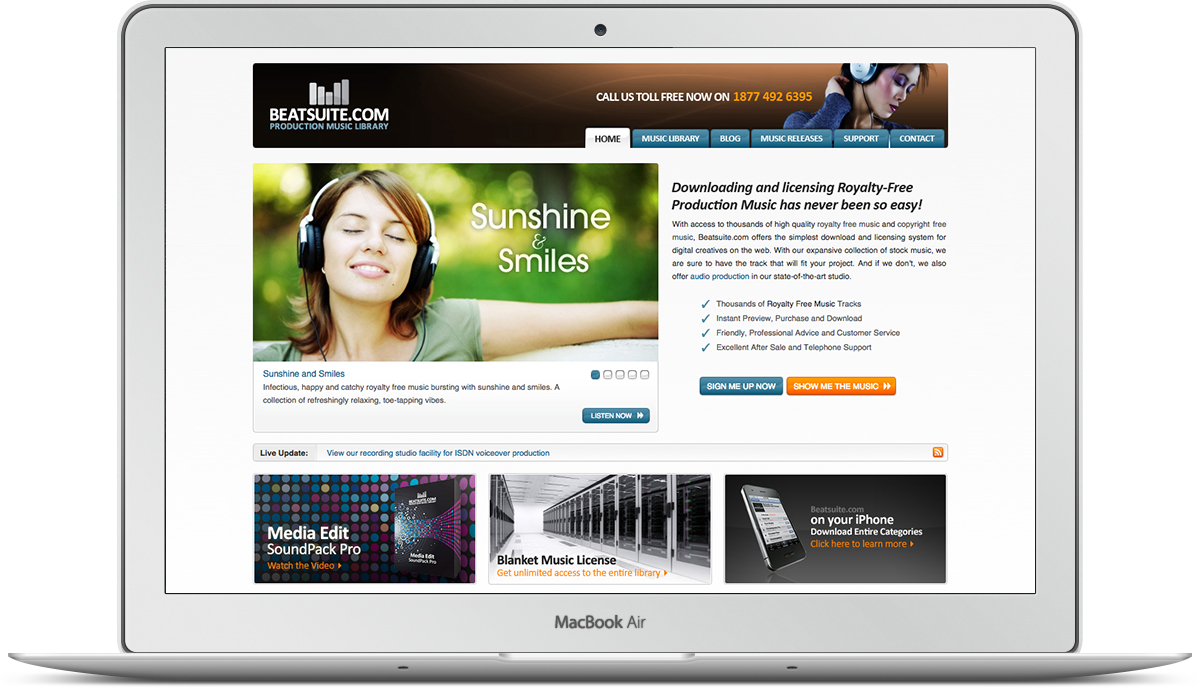 BEATSUITE.COM
PRODUCTION MUSIC LIBRARY
CALL US TOLL FREE NOW ON 1877 492 6395
HOME
MUSIC LIBRARY
BLOG
MUSIC RELEASES
SUPPORT
CONTACT
Sunshine
&
Smiles
Sunshine and Smiles
Infectious, happy and catchy royalty free music bursting with sunshine and smiles. A
collection of refreshingly relaxing, toe-tapping vibes.
LISTEN NOW
Downloading and licensing Royalty-Free
Production Music has never been so easy!
With access to thousands of high quality royalty free music and copyright free
music, Beatsuite.com offers the simplest download and licensing system for
digital creatives on the web. With our expansive collection of stock music, we
are sure to have the track that will fit your project. And if we don't, we also
offer audio production in our state-of-the-art studio.
✓ Thousands of Royalty Free Music Tracks
✓ Instant Preview, Purchase and Download
✓ Friendly, Professional Advice and Customer Service
✓ Excellent After Sale and Telephone Support
SIGN ME UP NOW
SHOW ME THE MUSIC
Live Update:
View our recording studio facility for ISDN voiceover production
Media Edit
SoundPack Pro
Watch the Video
BEATSUITE.COM
Media Edit
SoundPack Pro
Blanket Music License
Get unlimited access to the entire library
Beatsuite.com
on your iPhone
Download Entire Categories
Click here to learn more
MacBook Air